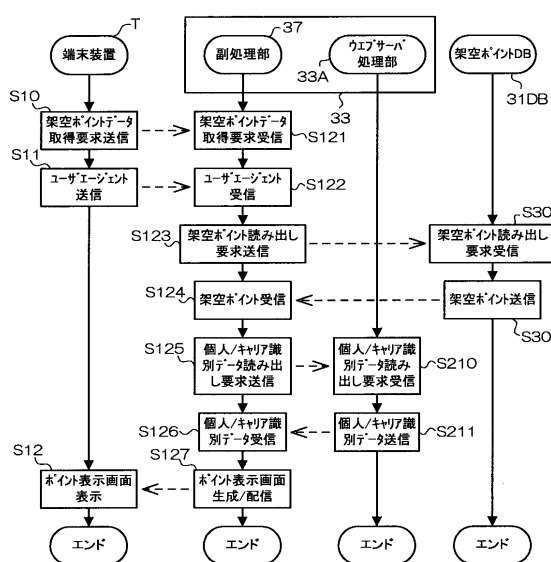 T
端末装置
37
副処理部
ウエブサーバ
処理部
33A
33
架空ポイントDB
31DB
S10
架空ポイントデータ
取得要求送信
架空ポイントデータ
取得要求受信
S121
S11
ユーザエージェント
送信
ユーザエージェント
受信
S122
S123
架空ポイント読み出し
要求送信
S30
架空ポイント読み出し
要求受信
S124
架空ポイント受信
架空ポイント送信
S30
S125
個人/キャリア識
別データ読み出
し要求送信
個人/キャリア識
別データ読み
出し要求受信
S210
S126
個人/キャリア識
別データ受信
個人/キャリア識
別データ送信
S211
S12
ポイント表示画面
表示
S127
ポイント表示画面
生成/配信
エンド
エンド
エンド
エンド